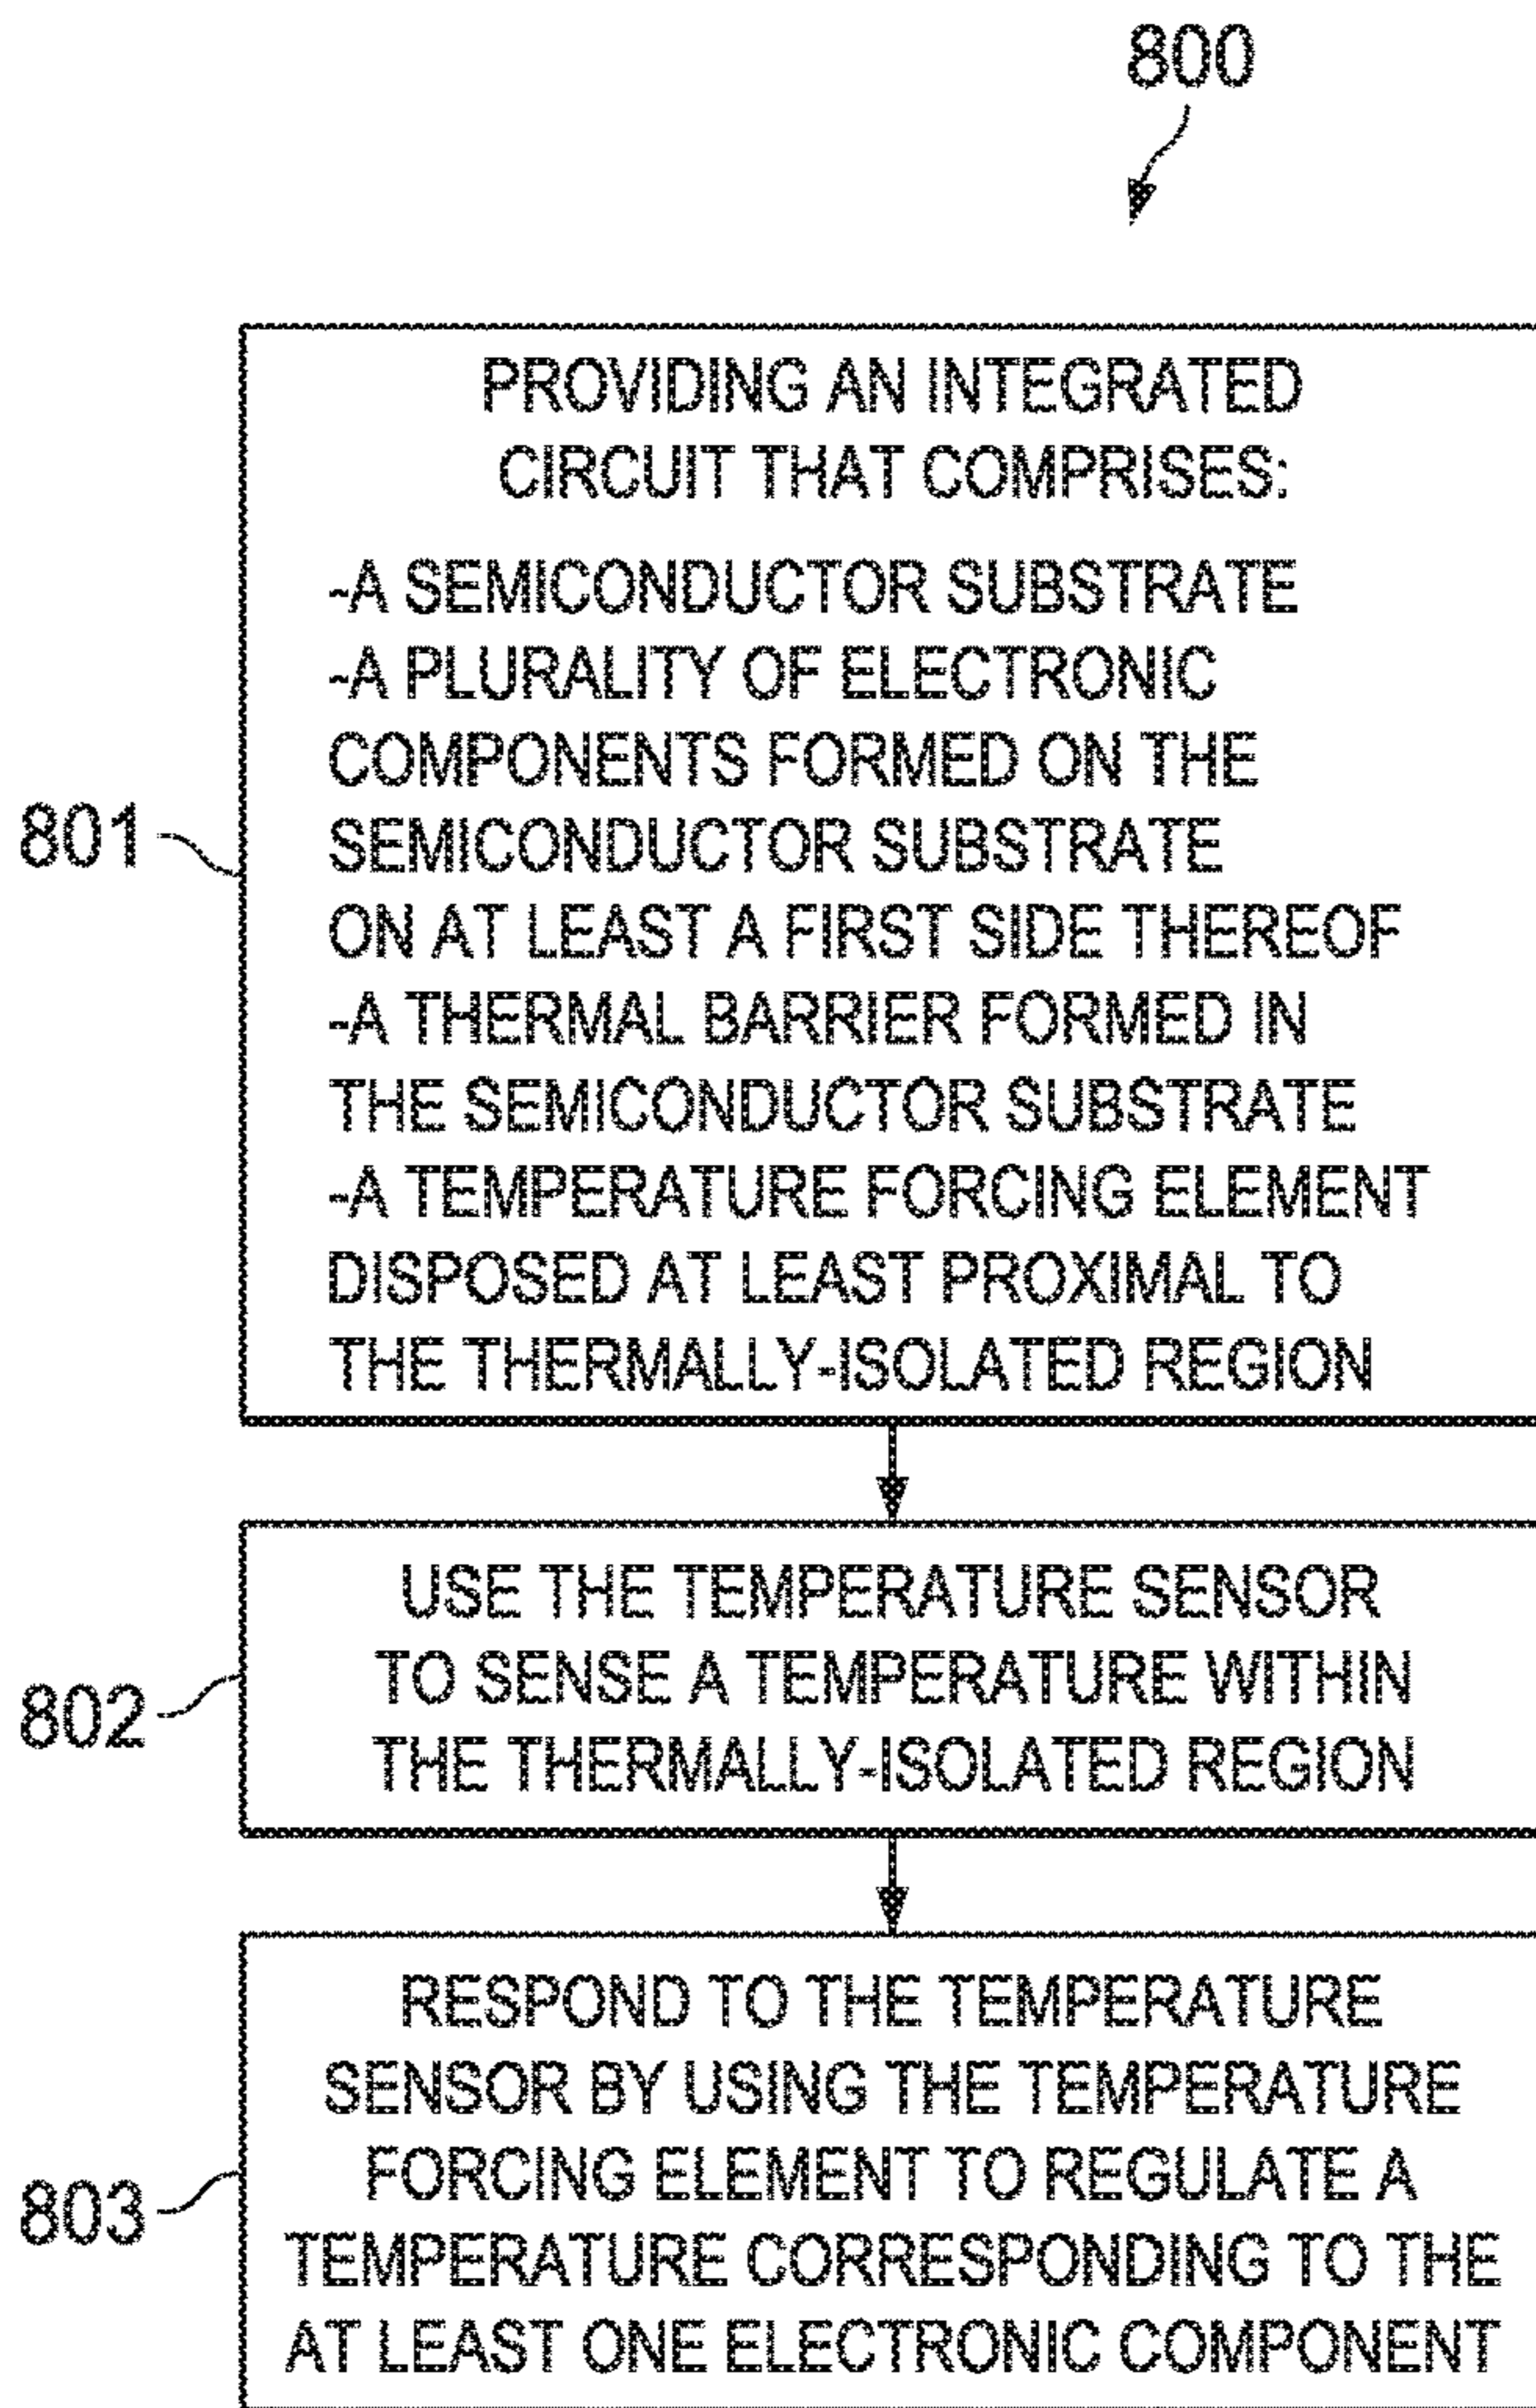 800
PROVIDING AN INTEGRATED
CIRCUIT THAT COMPRISES:
-A SEMICONDUCTOR SUBSTRATE
-A PLURALITY OF ELECTRONIC
COMPONENTS FORMED ON THE
SEMICONDUCTOR SUBSTRATE
ON AT LEAST A FIRST SIDE THEREOF
-A THERMAL BARRIER FORMED IN
THE SEMICONDUCTOR SUBSTRATE
-A TEMPERATURE FORCING ELEMENT
DISPOSED AT LEAST PROXIMAL TO
THE THERMALLY-ISOLATED REGION
801
USE THE TEMPERATURE SENSOR
TO SENSE A TEMPERATURE WITHIN
THE THERMALLY-ISOLATED REGION
802
RESPOND TO THE TEMPERATURE
SENSOR BY USING THE TEMPERATURE
FORCING ELEMENT TO REGULATE A
TEMPERATURE CORRESPONDING TO THE
AT LEAST ONE ELECTRONIC COMPONENT
803